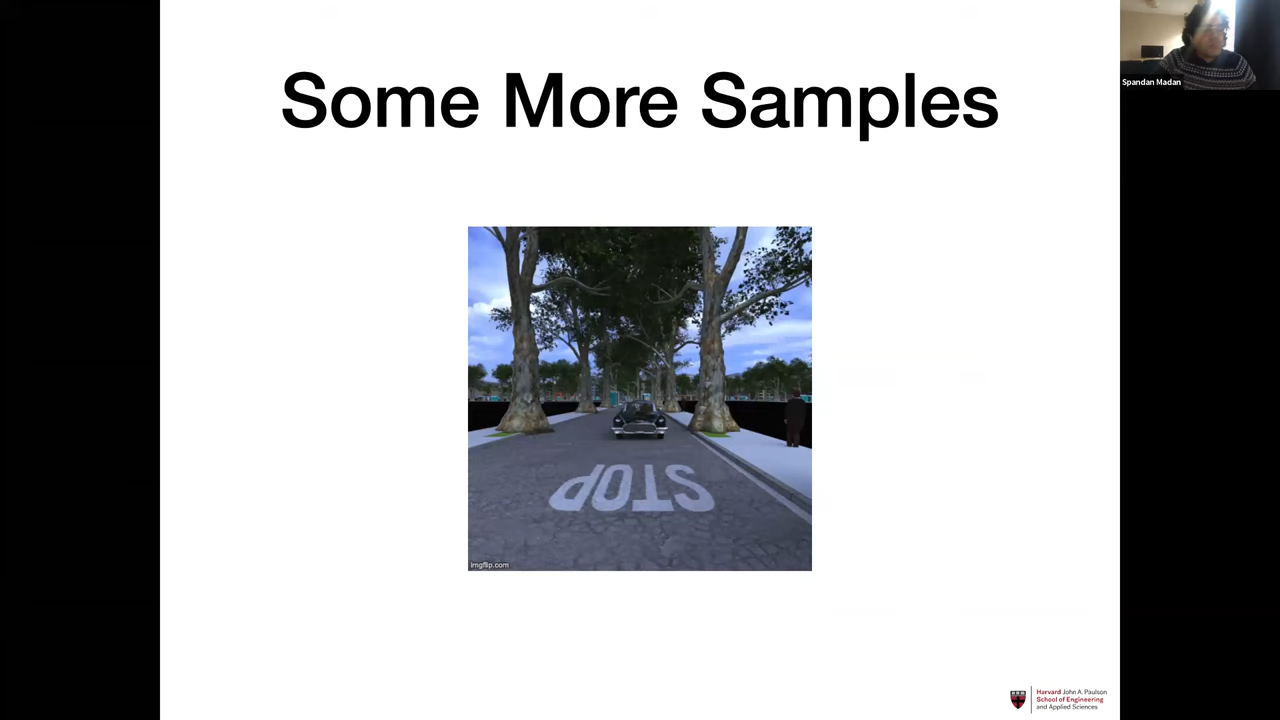 Some More Samples
Spandan Madan
STOP
imgflip.com
Harvard John A. Paulson
School of Engineering
and Applied Sciences